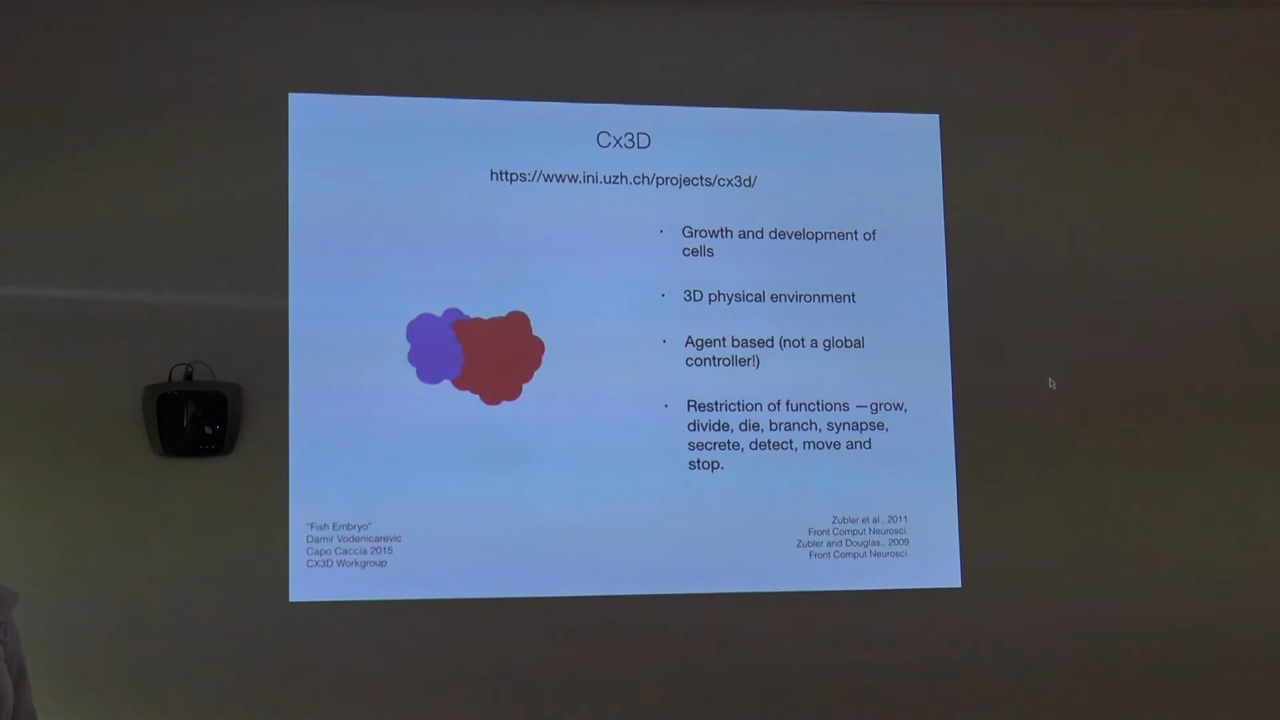 Cx3D
https://www.ini.uzh.ch/projects/cx3d/
· Growth and development of
cells
· 3D physical environment
· Agent based (not a global
controller!)
· Restriction of functions —grow,
divide, die, branch, synapse,
secrete, detect, move and
stop.
"Fish Embryo"
Damir Vodenicarevic
Capo Caccia 2015
CX3D Workgroup
Zubler et al., 2011
Front Comput Neurosci.
Zubler and Douglas., 2009
Front Comput Neurosci